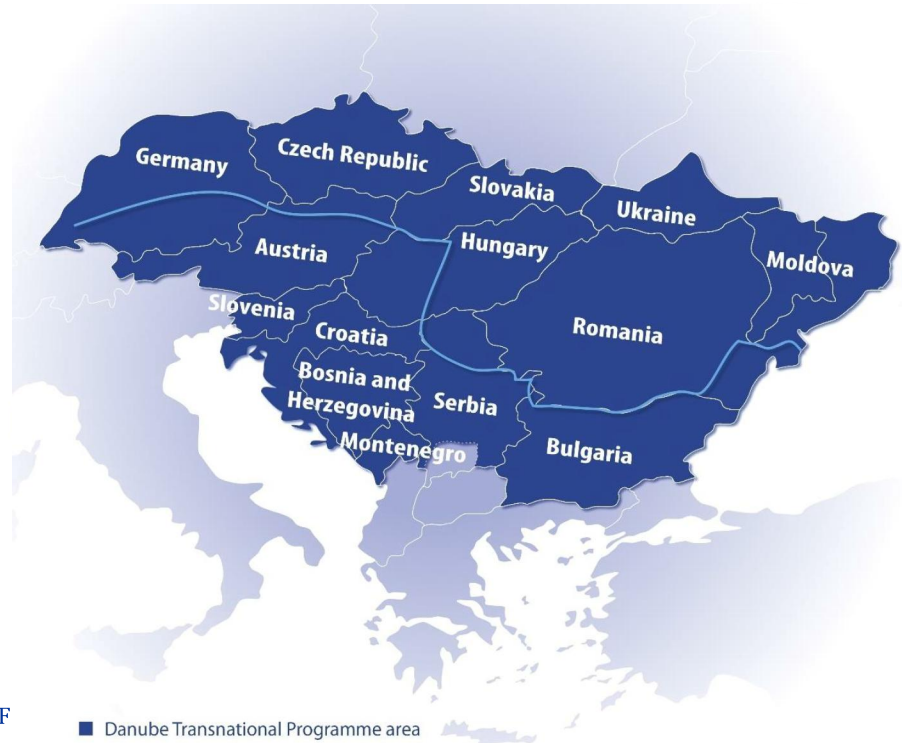 Germany
Czech Republic
Slovakia
Ukraine
Austria
Hungary
Moldova
Slovenia
Croatia
Romania
Bosnia and
Herzegovina
Serbia
Montenegro
Bulgaria
F
Danube Transnational Programme area